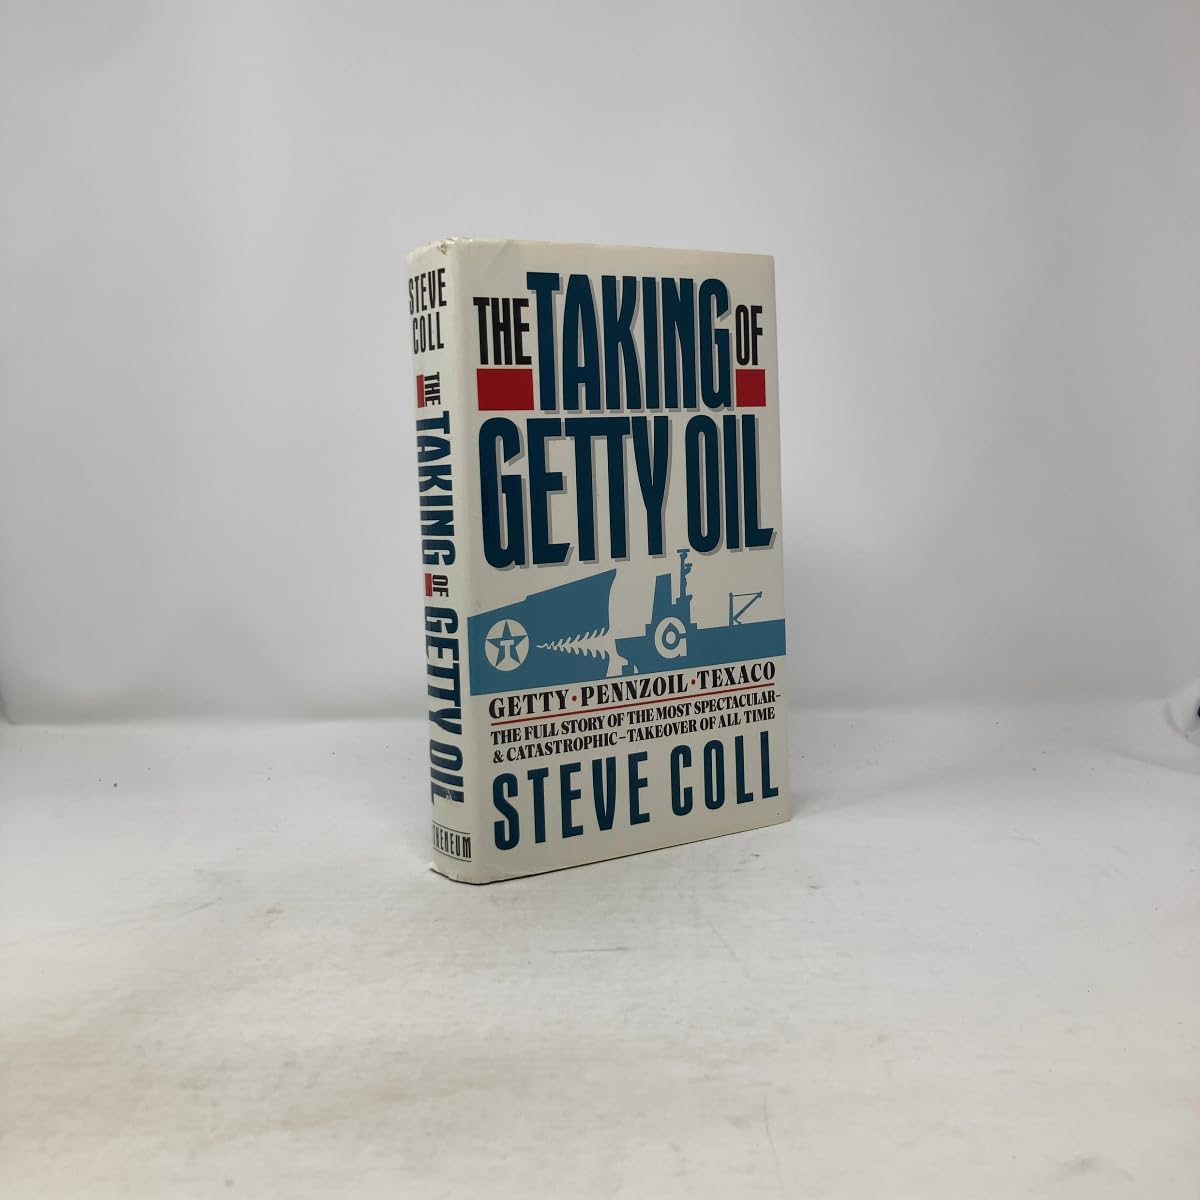 STEVE
COLL
THE TAKING OF GETTY OIL
THE TAKING OF
GETTY OIL
T
G
GETTY · PENNZOIL · TEXACO
THE FULL STORY OF THE MOST SPECTACULAR–
& CATASTROPHIC–TAKEOVER OF ALL TIME
STEVE COLL